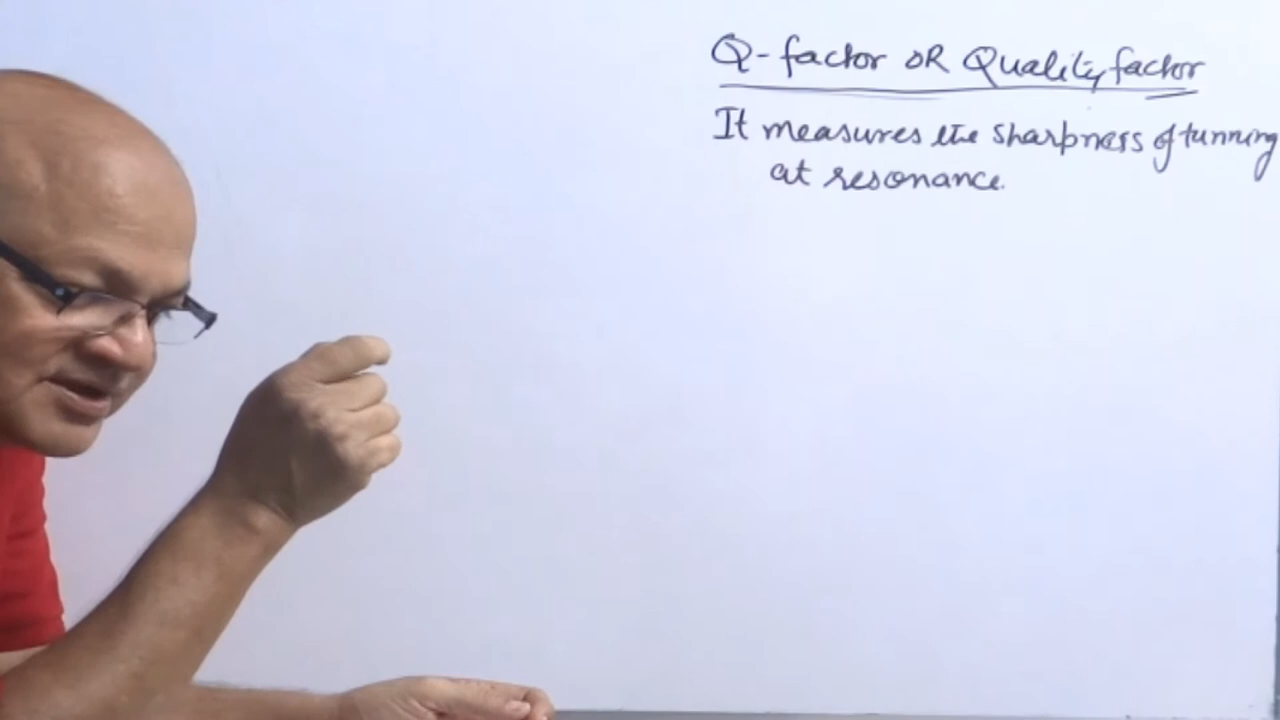 Q-factor OR Quality factor
It measures the sharpness of tunning
at resonance.